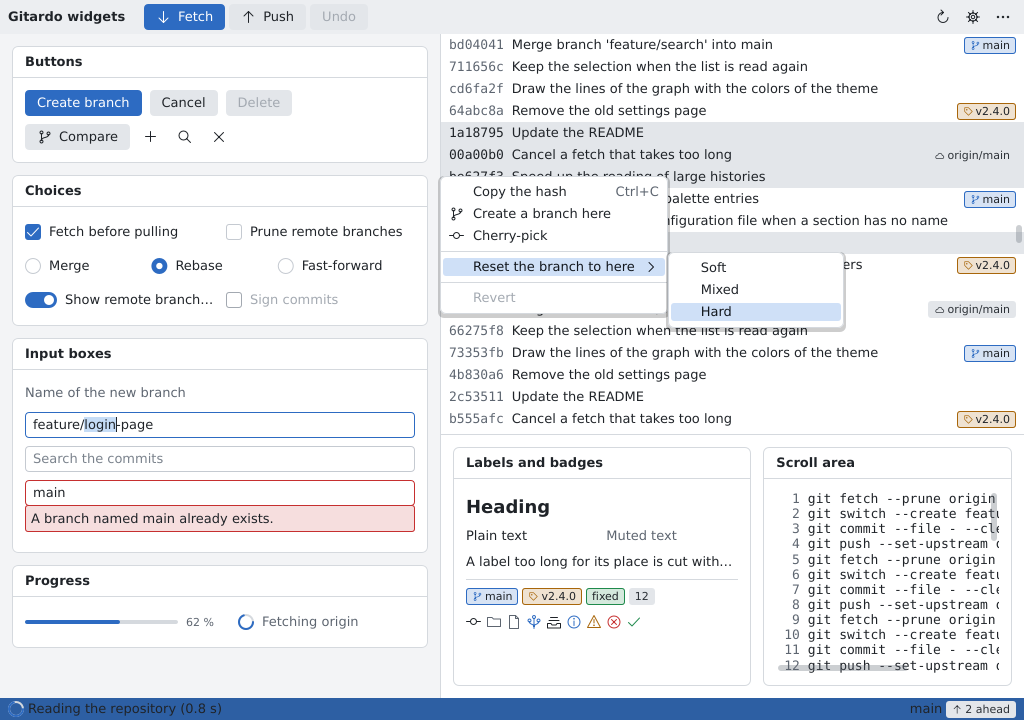 Gitardo widgets
Fetch
Push
Undo
Buttons
Create branch
Cancel
Delete
Compare
Choices
Fetch before pulling
Prune remote branches
Merge
Rebase
Fast-forward
Show remote branch…
Sign commits
Input boxes
Name of the new branch
feature/login-page
Search the commits
main
A branch named main already exists.
Progress
62 %
Fetching origin
bd04041 Merge branch 'feature/search' into main
main
711656c Keep the selection when the list is read again
cd6fa2f Draw the lines of the graph with the colors of the theme
64abc8a Remove the old settings page
v2.4.0
1a18795 Update the README
00a00b0 Cancel a fetch that takes too long
origin/main
Speed up the reading of large histories
palette entries
main
figuration file when a section has no name
ers
v2.4.0
origin/main
66275f8 Keep the selection when the list is read again
73353fb Draw the lines of the graph with the colors of the theme
main
4b830a6 Remove the old settings page
2c53511 Update the README
b555afc Cancel a fetch that takes too long
v2.4.0
Copy the hash Ctrl+C
Create a branch here
Cherry-pick
Reset the branch to here
Revert
Soft
Mixed
Hard
Labels and badges
Heading
Plain text
Muted text
A label too long for its place is cut with…
main
v2.4.0
fixed
12
Scroll area
1 git fetch --prune origin
2 git switch --create featu
3 git commit --file - --cle
4 git push --set-upstream o
5 git fetch --prune origin
6 git switch --create featu
7 git commit --file - --cle
8 git push --set-upstream o
9 git fetch --prune origin
10 git switch --create featu
11 git commit --file - --cle
12 git push --set-upstream o
Reading the repository (0.8 s)
main
2 ahead